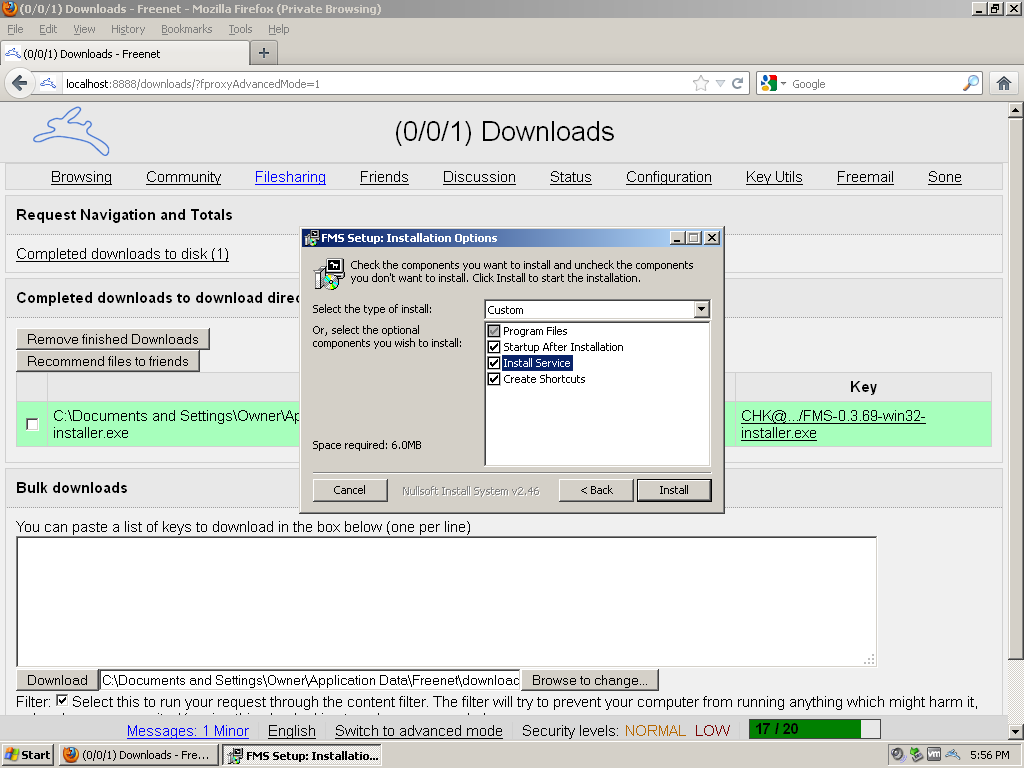 (0/0/1) Downloads - Freenet - Mozilla Firefox (Private Browsing)
File Edit View History Bookmarks Tools Help
(0/0/1) Downloads - Freenet
localhost:8888/downloads/?fproxyAdvancedMode=1
Google
(0/0/1) Downloads
Browsing Community Filesharing Friends Discussion Status Configuration Key Utils Freemail Sone
Request Navigation and Totals
Completed downloads to disk (1)
Completed downloads to download direc
Remove finished Downloads
Recommend files to friends
Key
C:\Documents and Settings\Owner\Ap
installer.exe
CHK@.../FMS-0.3.69-win32-
installer.exe
FMS Setup: Installation Options
Check the components you want to install and uncheck the components
you don't want to install. Click Install to start the installation.
Select the type of install:
Custom
Or, select the optional
components you wish to install:
Program Files
Startup After Installation
Install Service
Create Shortcuts
Space required: 6.0MB
Cancel
Nullsoft Install System v2.46
< Back
Install
Bulk downloads
You can paste a list of keys to download in the box below (one per line)
Download C:\Documents and Settings\Owner\Application Data\Freenet\download Browse to change...
Filter: Select this to run your request through the content filter. The filter will try to prevent your computer from running anything which might harm it,
Messages: 1 Minor English Switch to advanced mode Security levels: NORMAL LOW 17 / 20
Start (0/0/1) Downloads - Fre... FMS Setup: Installatio... 5:56 PM